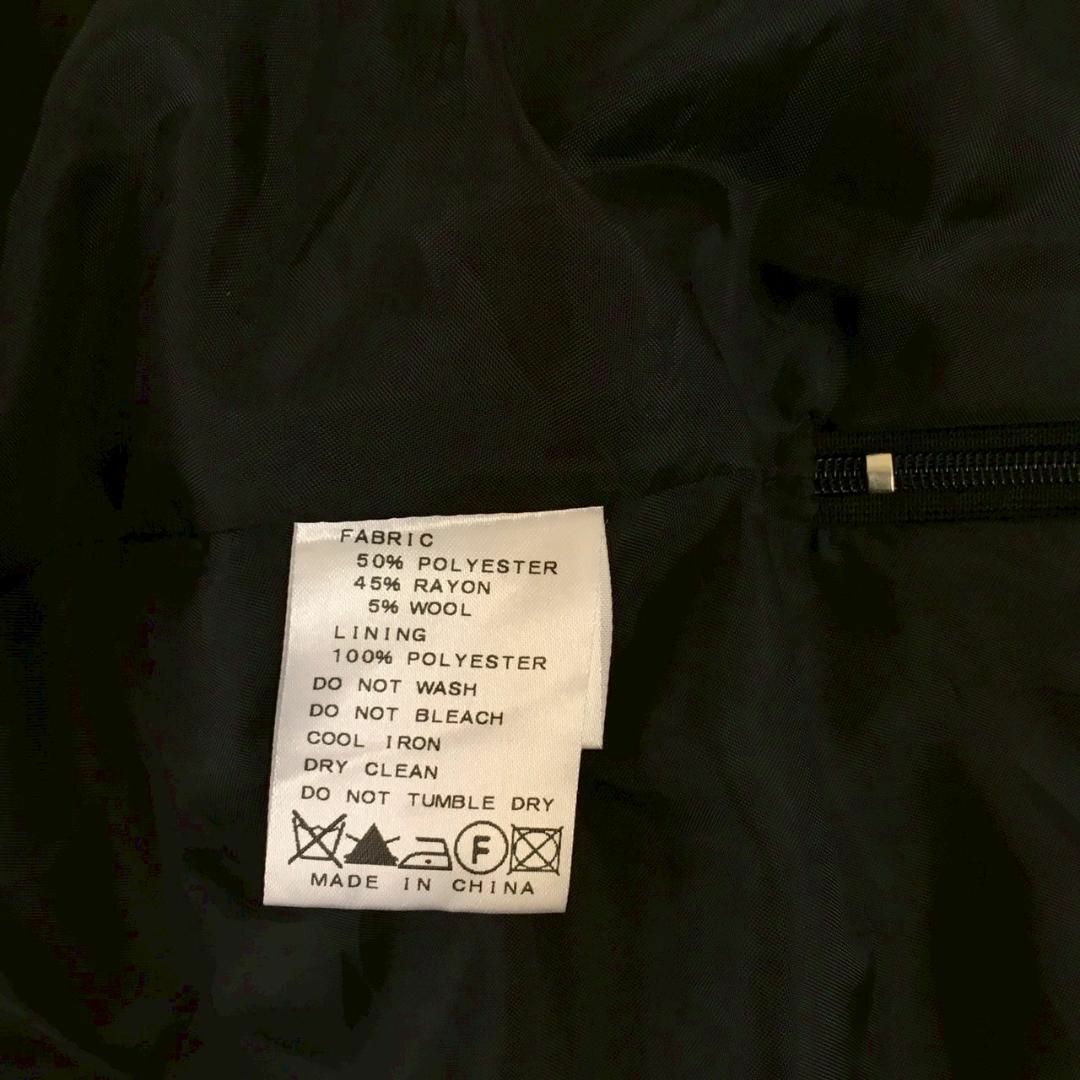 FABRIC
50% POLYESTER
45% RAYON
5% WOOL
LINING
100% POLYESTER
DO NOT WASH
DO NOT BLEACH
COOL IRON
DRY CLEAN
DO NOT TUMBLE DRY
F
MADE IN CHINA